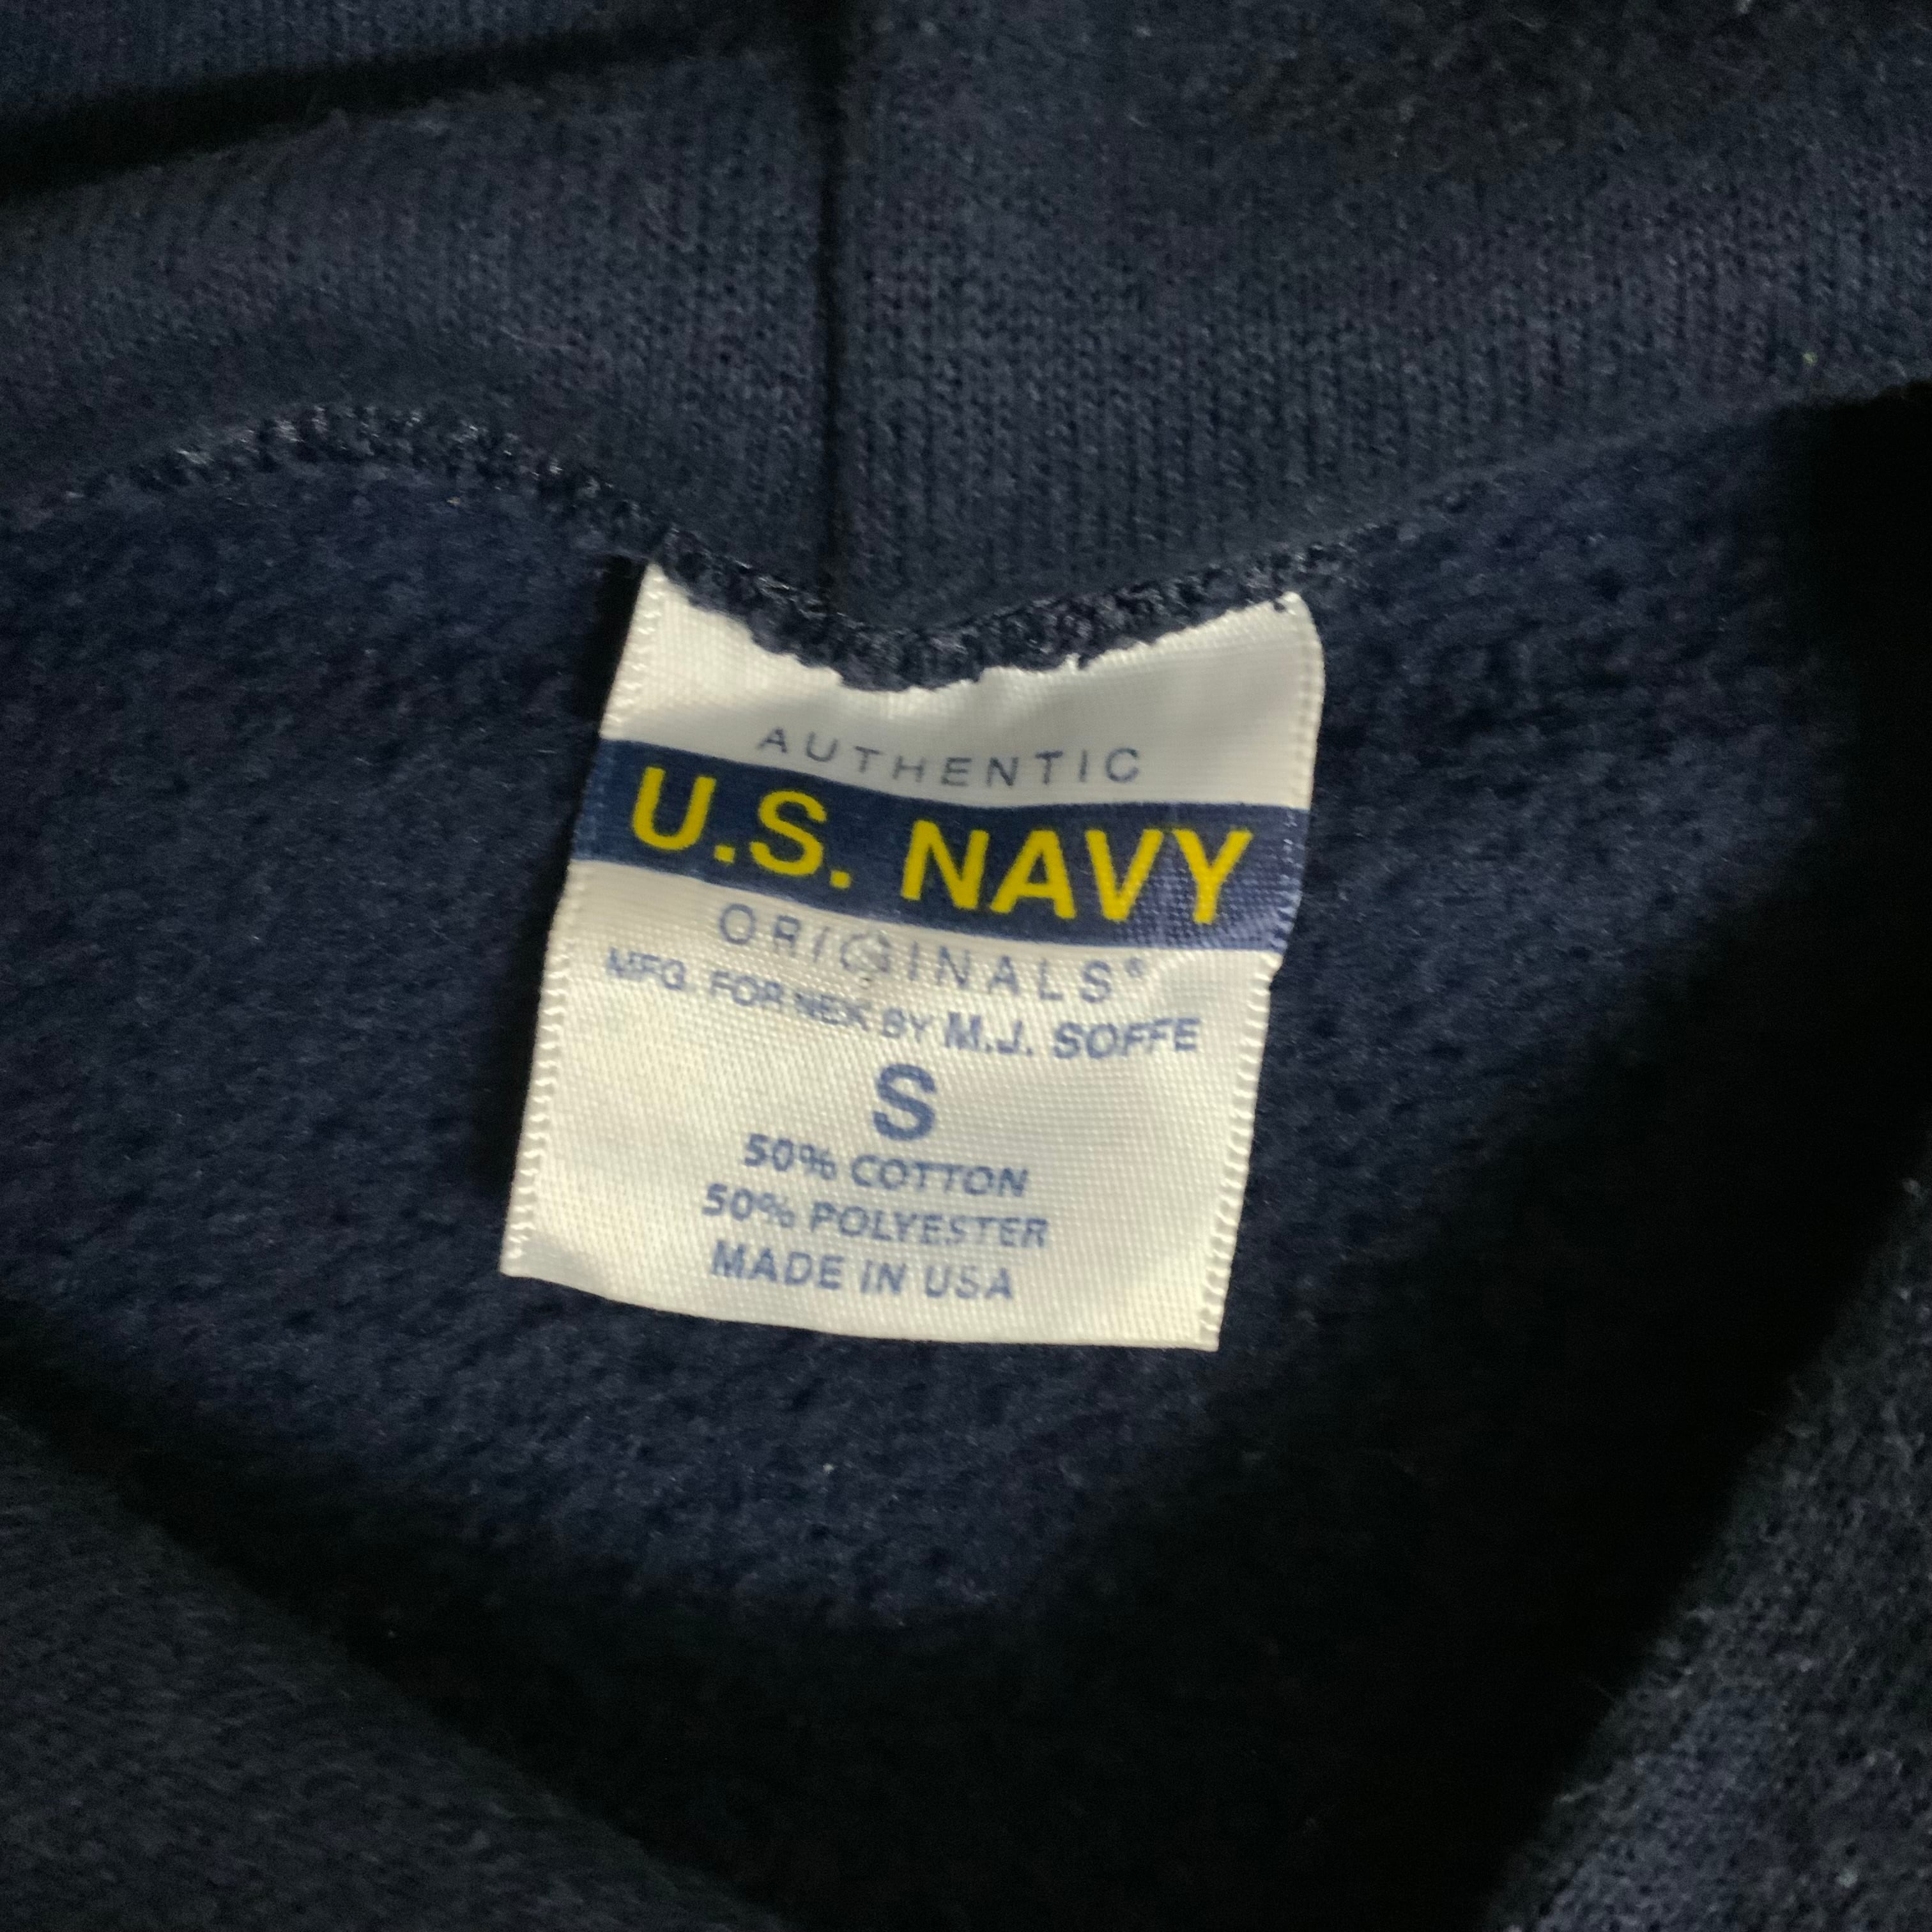 AUTHENTIC
U.S. NAVY
ORIGINALS®
MFG. FOR NEX BY M.J. SOFFE
S
50% COTTON
50% POLYESTER
MADE IN USA